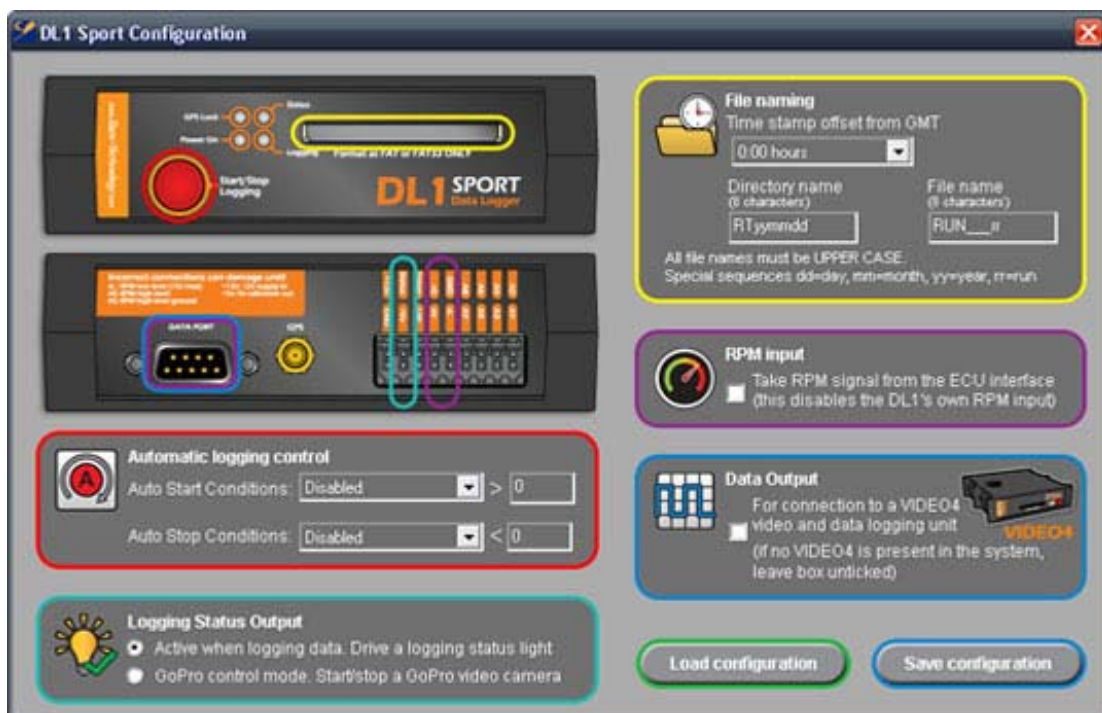 DL1 Sport Configuration
Status
GPS Lock
Power On
Format as FAT or FAT32 ONLY
Start/Stop
Logging
DL1 SPORT
Data Logger
Incorrect connections can damage unit!
DATA PORT
GPS
Automatic logging control
Auto Start Conditions: Disabled > 0
Auto Stop Conditions: Disabled < 0
Logging Status Output
Active when logging data. Drive a logging status light
GoPro control mode. Start/stop a GoPro video camera
File naming
Time stamp offset from GMT
0:00 hours
Directory name
(8 characters)
RTyymmdd
File name
(8 characters)
RUN___rr
All file names must be UPPER CASE.
Special sequences dd=day, mm=month, yy=year, rr=run
RPM input
Take RPM signal from the ECU interface
(this disables the DL1's own RPM input)
Data Output
For connection to a VIDEO4
video and data logging unit
(if no VIDEO4 is present in the system,
leave box unticked)
VIDEO4
Load configuration
Save configuration